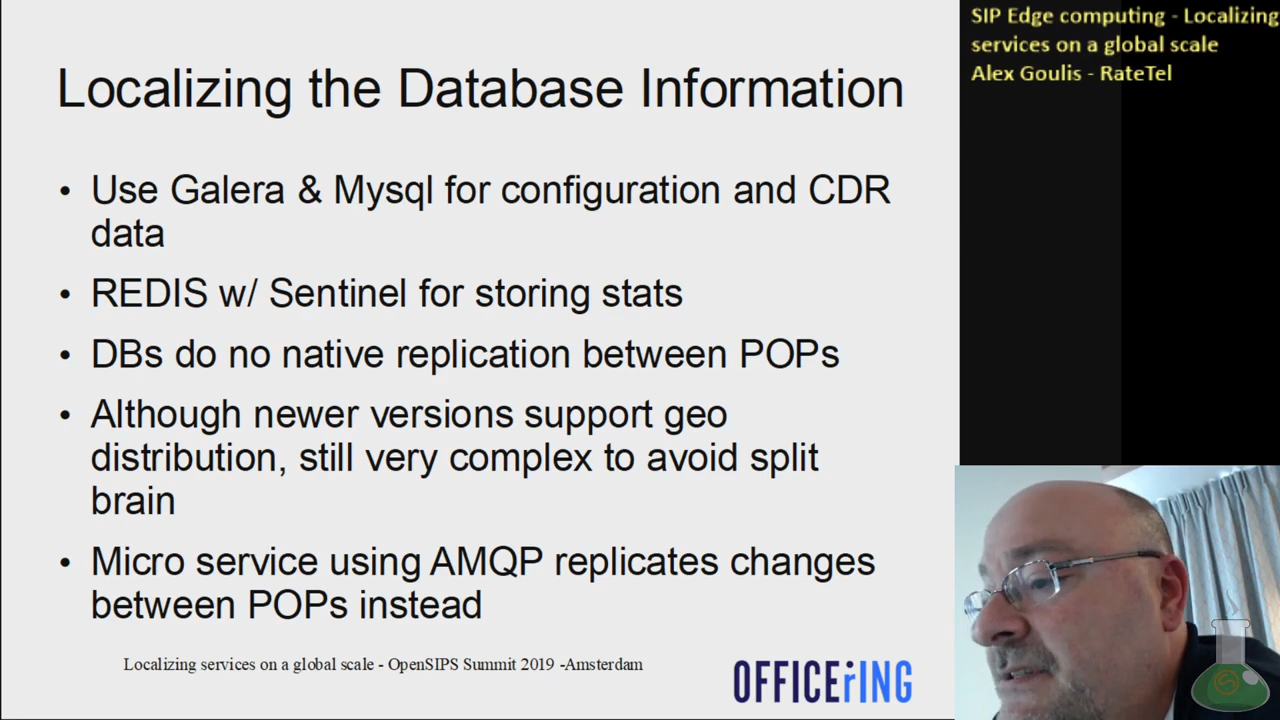 Localizing the Database Information
• Use Galera & Mysql for configuration and CDR
data
• REDIS w/ Sentinel for storing stats
• DBs do no native replication between POPs
• Although newer versions support geo
distribution, still very complex to avoid split
brain
• Micro service using AMQP replicates changes
between POPs instead
Localizing services on a global scale - OpenSIPS Summit 2019 -Amsterdam
OFFICEriNG
SIP Edge computing - Localizing
services on a global scale
Alex Goulis - RateTel